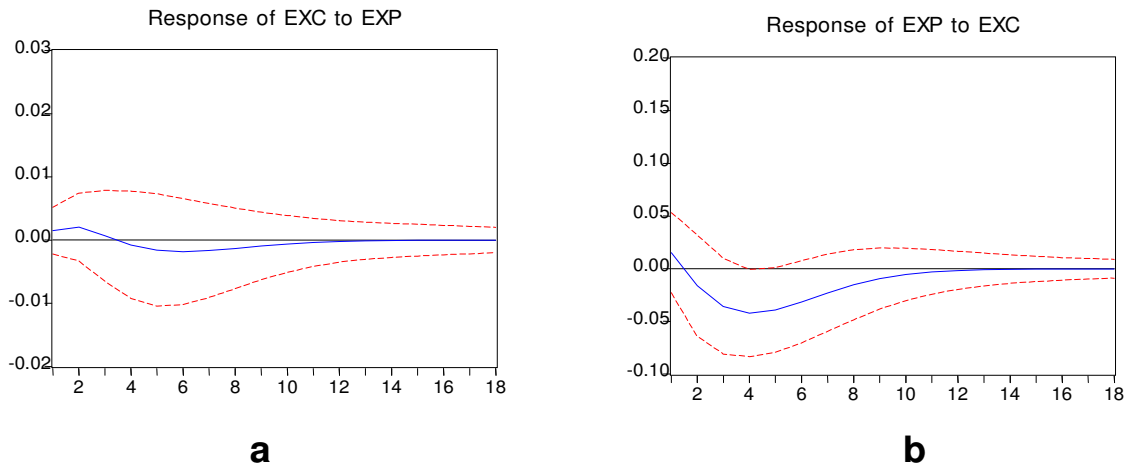 Response of EXC to EXP
0.03
0.02
0.01
0.00
-0.01
-0.02
2 4 6 8 10 12 14 16 18
a
Response of EXP to EXC
0.20
0.15
0.10
0.05
0.00
-0.05
-0.10
2 4 6 8 10 12 14 16 18
b